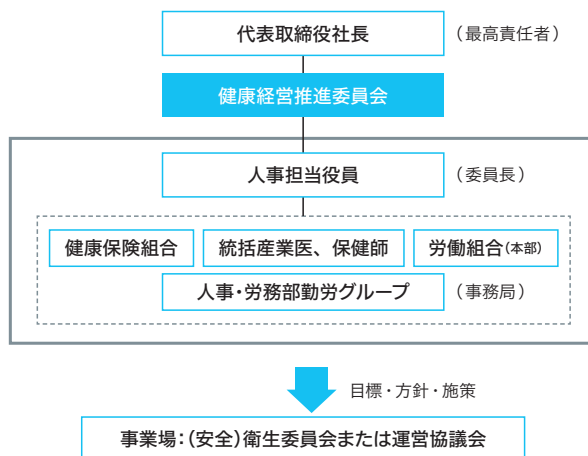 代表取締役社長 （最高責任者）
健康経営推進委員会
人事担当役員 （委員長）
健康保険組合 統括産業医、保健師 労働組合(本部)
人事・労務部勤労グループ （事務局）
目標・方針・施策
事業場：(安全)衛生委員会または運営協議会